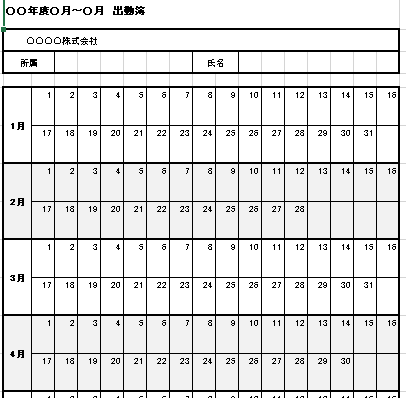 〇〇年度〇月～〇月　出勤簿
〇〇〇〇株式会社
所属 氏名
1 2 3 4 5 6 7 8 9 10 11 12 13 14 15 16
1月
17 18 19 20 21 22 23 24 25 26 27 28 29 30 31
1 2 3 4 5 6 7 8 9 10 11 12 13 14 15 16
2月
17 18 19 20 21 22 23 24 25 26 27 28
1 2 3 4 5 6 7 8 9 10 11 12 13 14 15 16
3月
17 18 19 20 21 22 23 24 25 26 27 28 29 30 31
1 2 3 4 5 6 7 8 9 10 11 12 13 14 15 16
4月
17 18 19 20 21 22 23 24 25 26 27 28 29 30